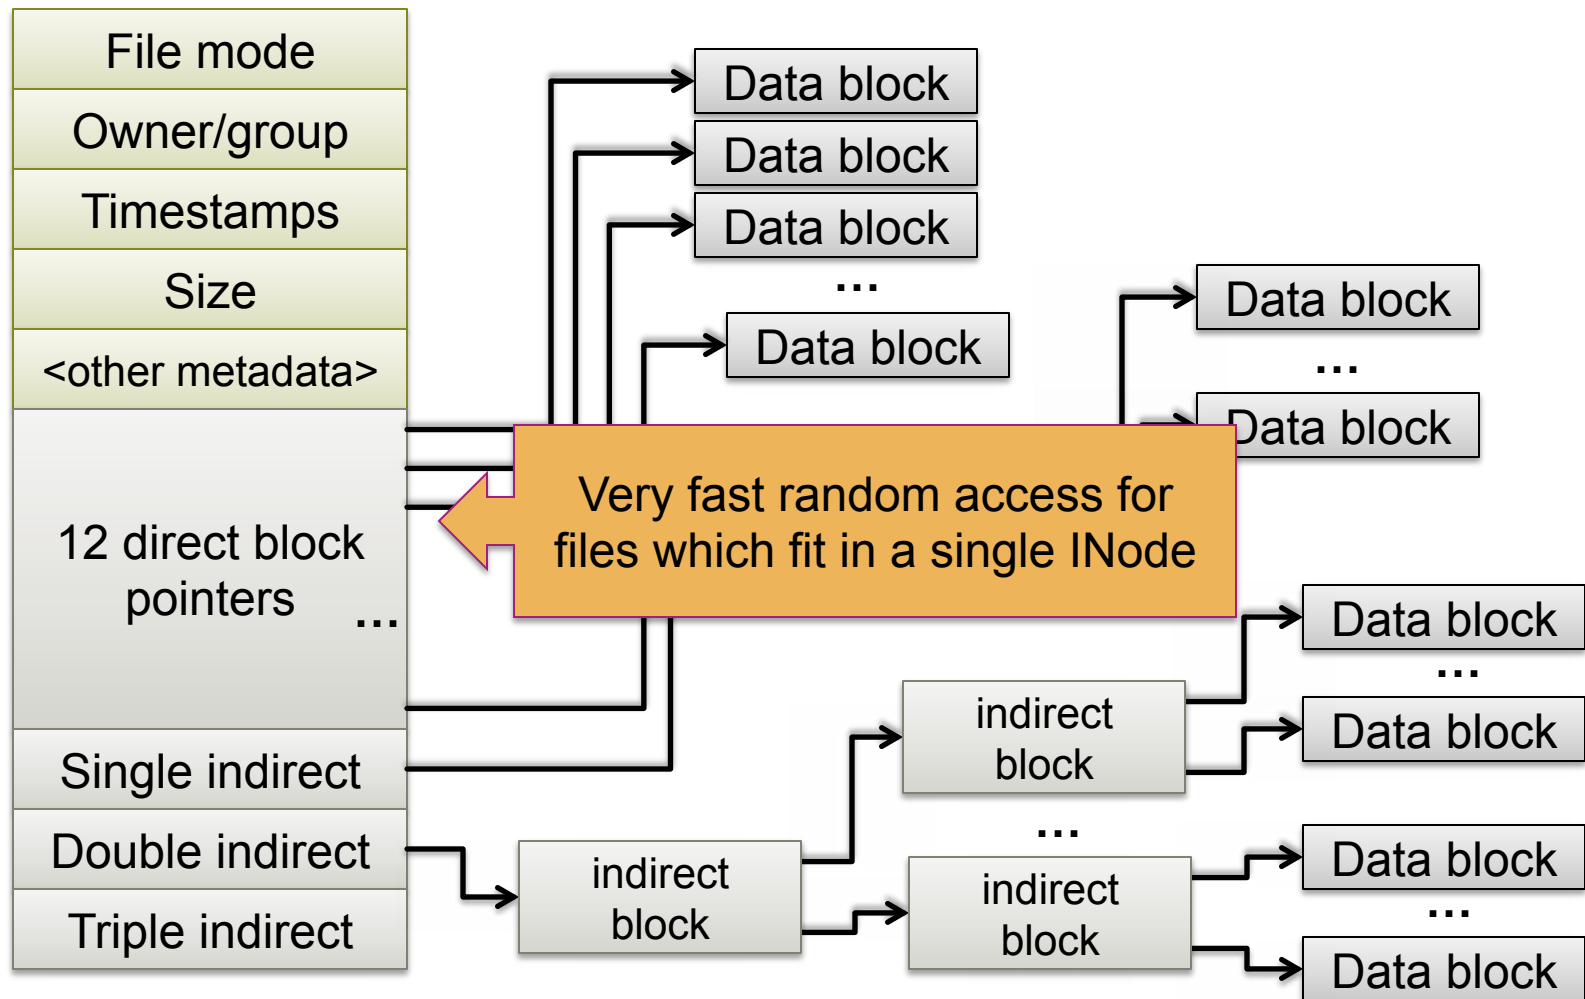 File mode
Owner/group
Timestamps
Size
<other metadata>
12 direct block
pointers
...
Single indirect
Double indirect
Triple indirect
Data block
Data block
Data block
...
Data block
Data block
...
Data block
Very fast random access for
files which fit in a single INode
indirect
block
indirect
block
...
indirect
block
Data block
...
Data block
Data block
...
Data block